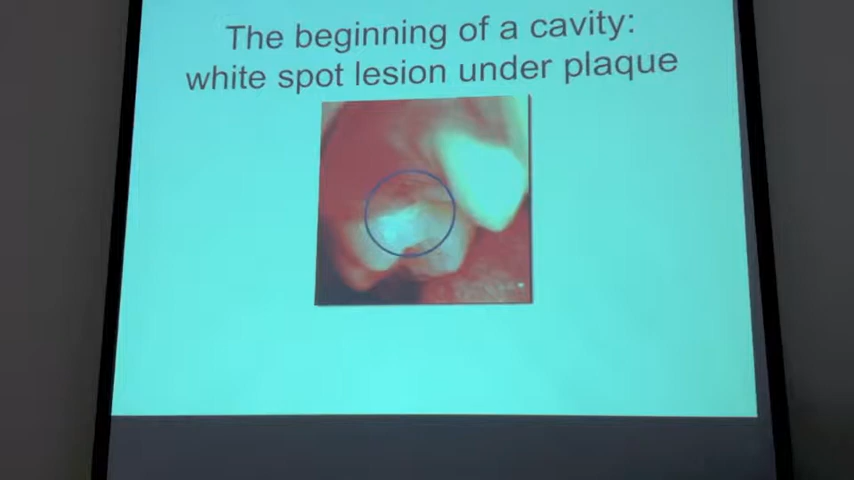 The beginning of a cavity:
white spot lesion under plaque